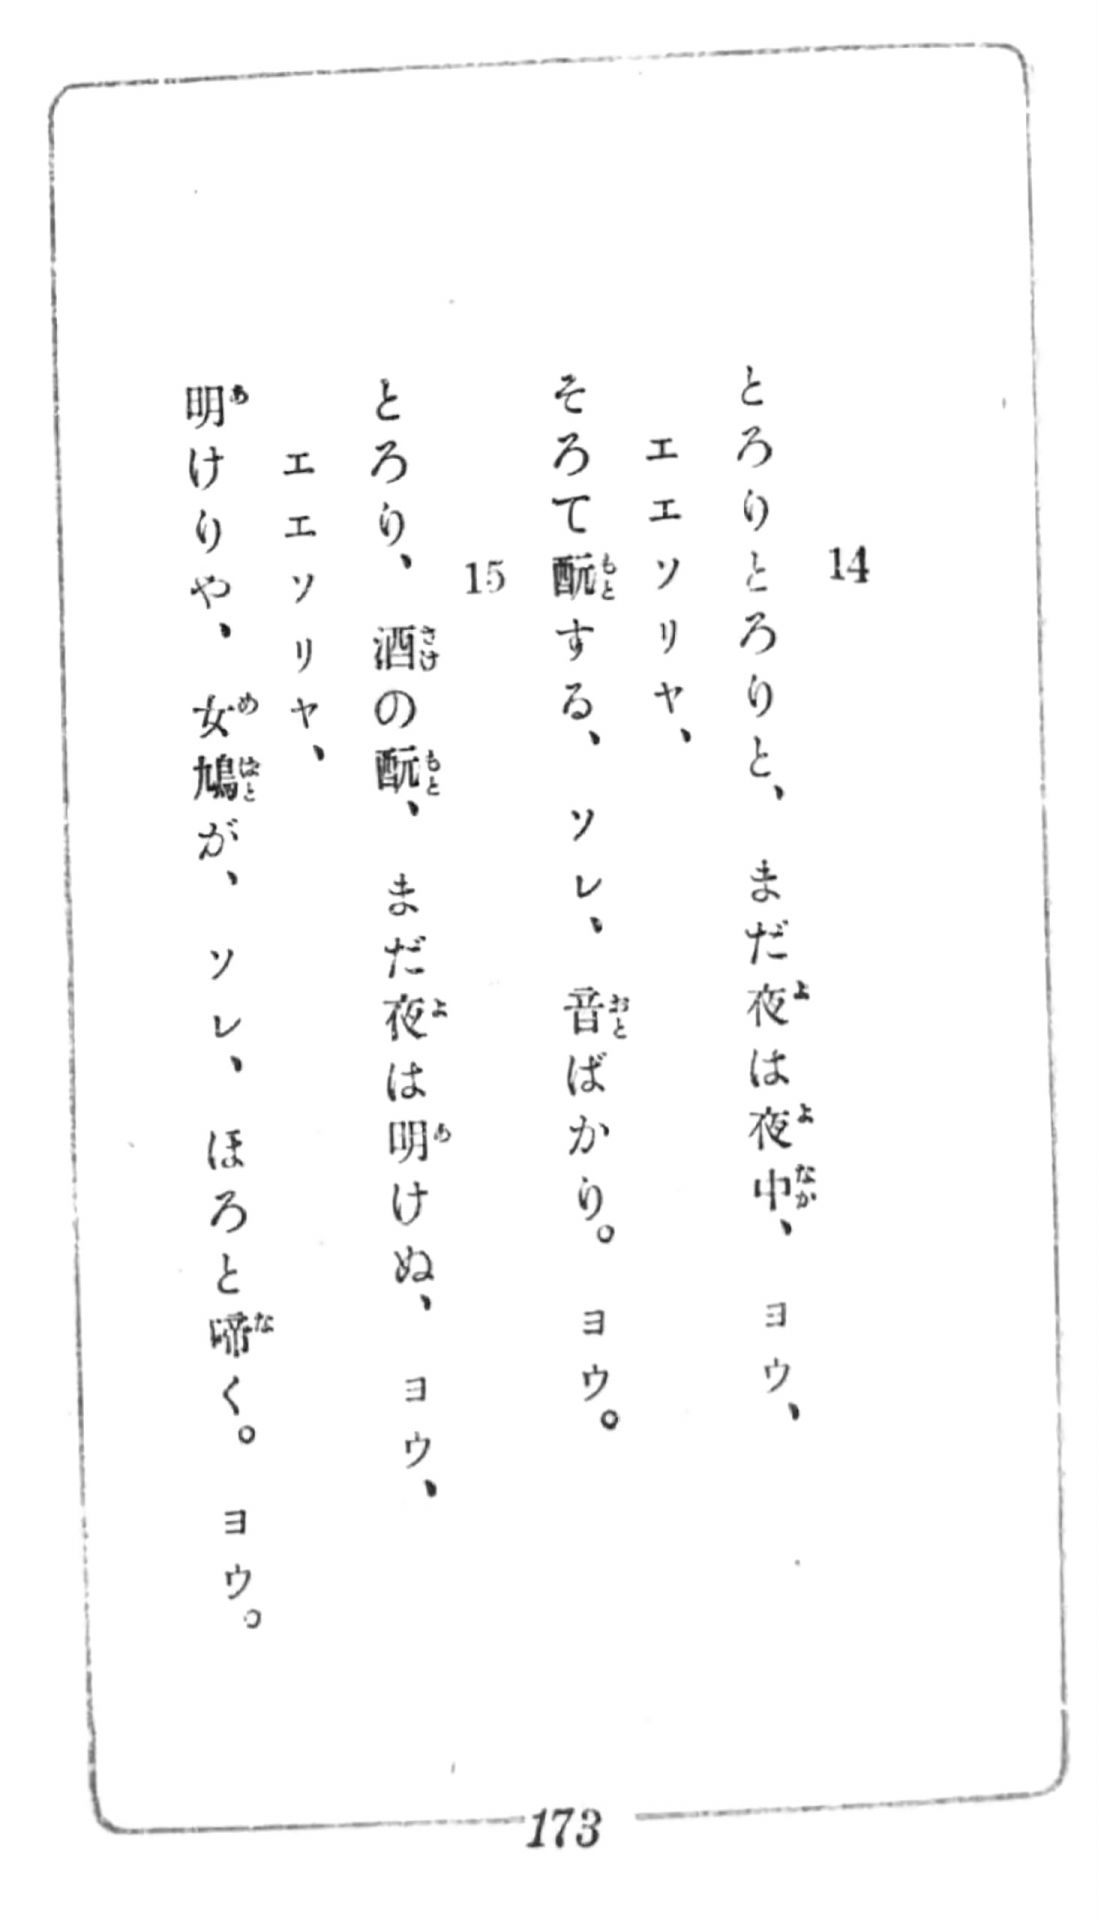 14
とろりとろりと、　まだ夜は夜中、　ヨウ、
エエソリヤ、
そろて酛する、　ソレ、音ばかり。　ヨウ。
15
とろり、　酒の酛、　まだ夜は明けぬ、　ヨウ、
エエソリヤ、
明けりや、　女鳩が、　ソレ、　ほろと啼く。　ヨウ。
173